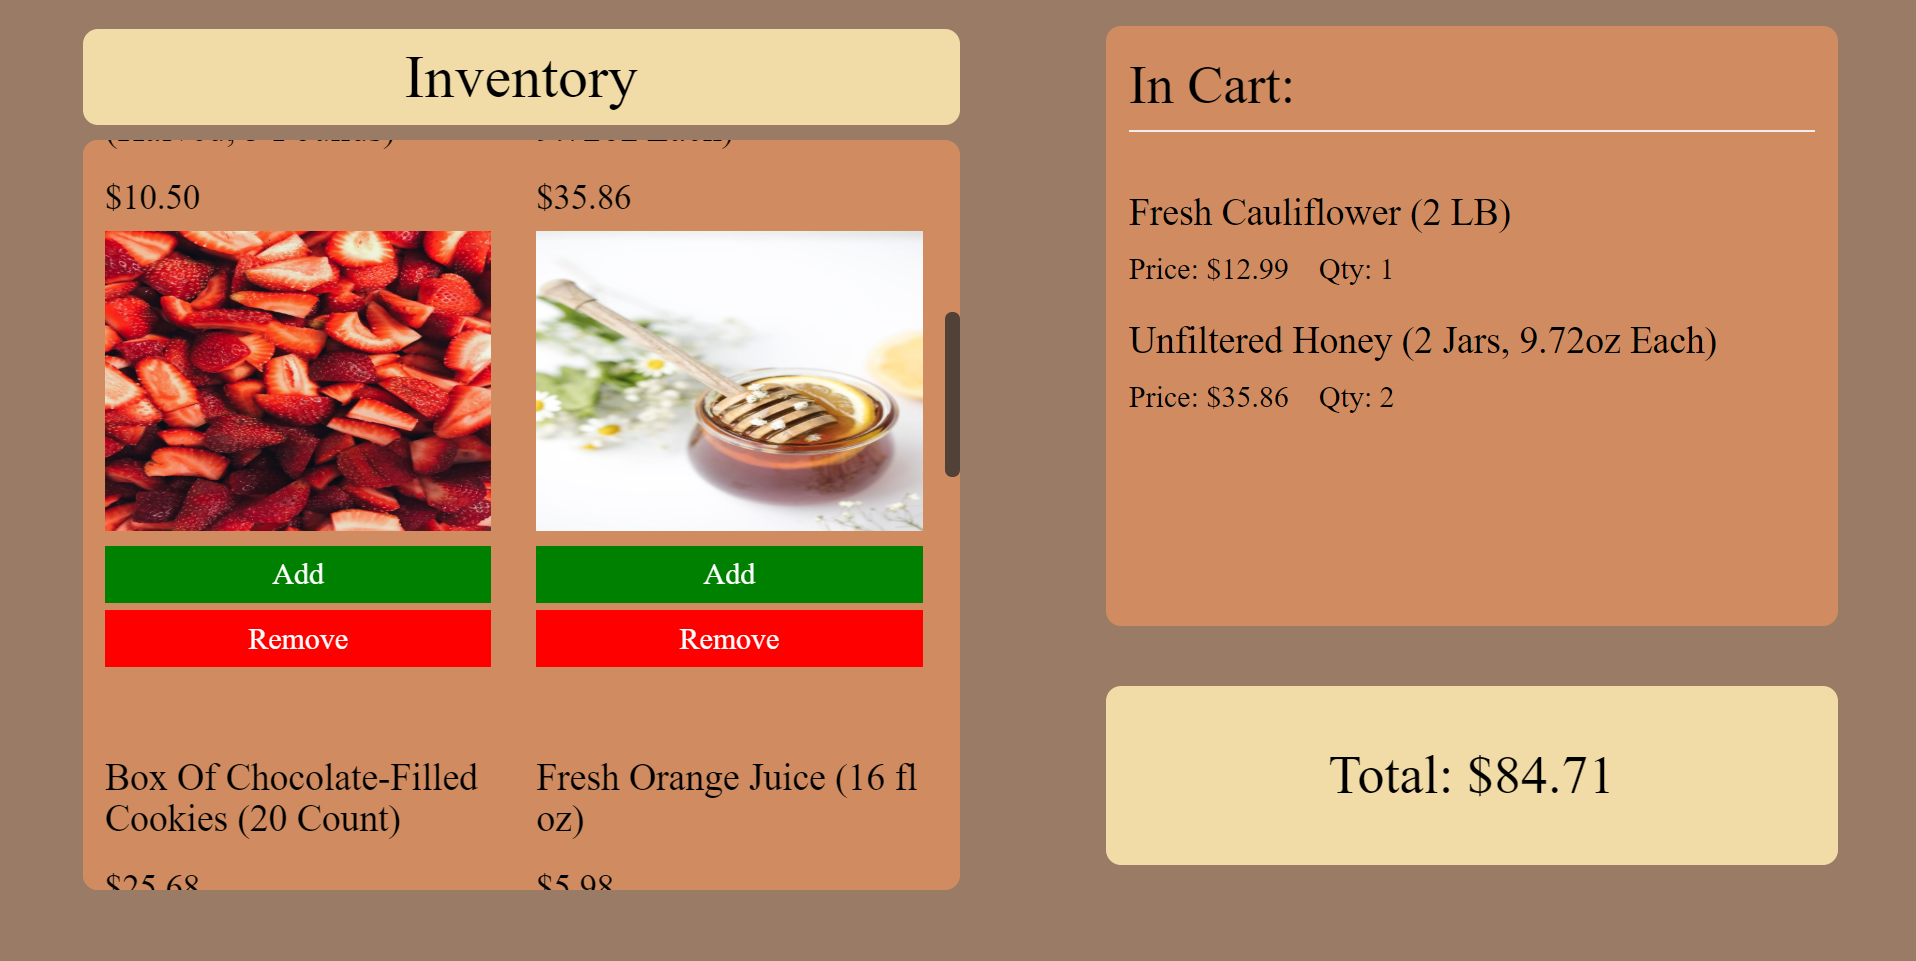 Inventory
$10.50
$35.86
Add
Add
Remove
Remove
Box Of Chocolate-Filled
Cookies (20 Count)
Fresh Orange Juice (16 fl
oz)
$25.68
$5.98
In Cart:
Fresh Cauliflower (2 LB)
Price: $12.99 Qty: 1
Unfiltered Honey (2 Jars, 9.72oz Each)
Price: $35.86 Qty: 2
Total: $84.71